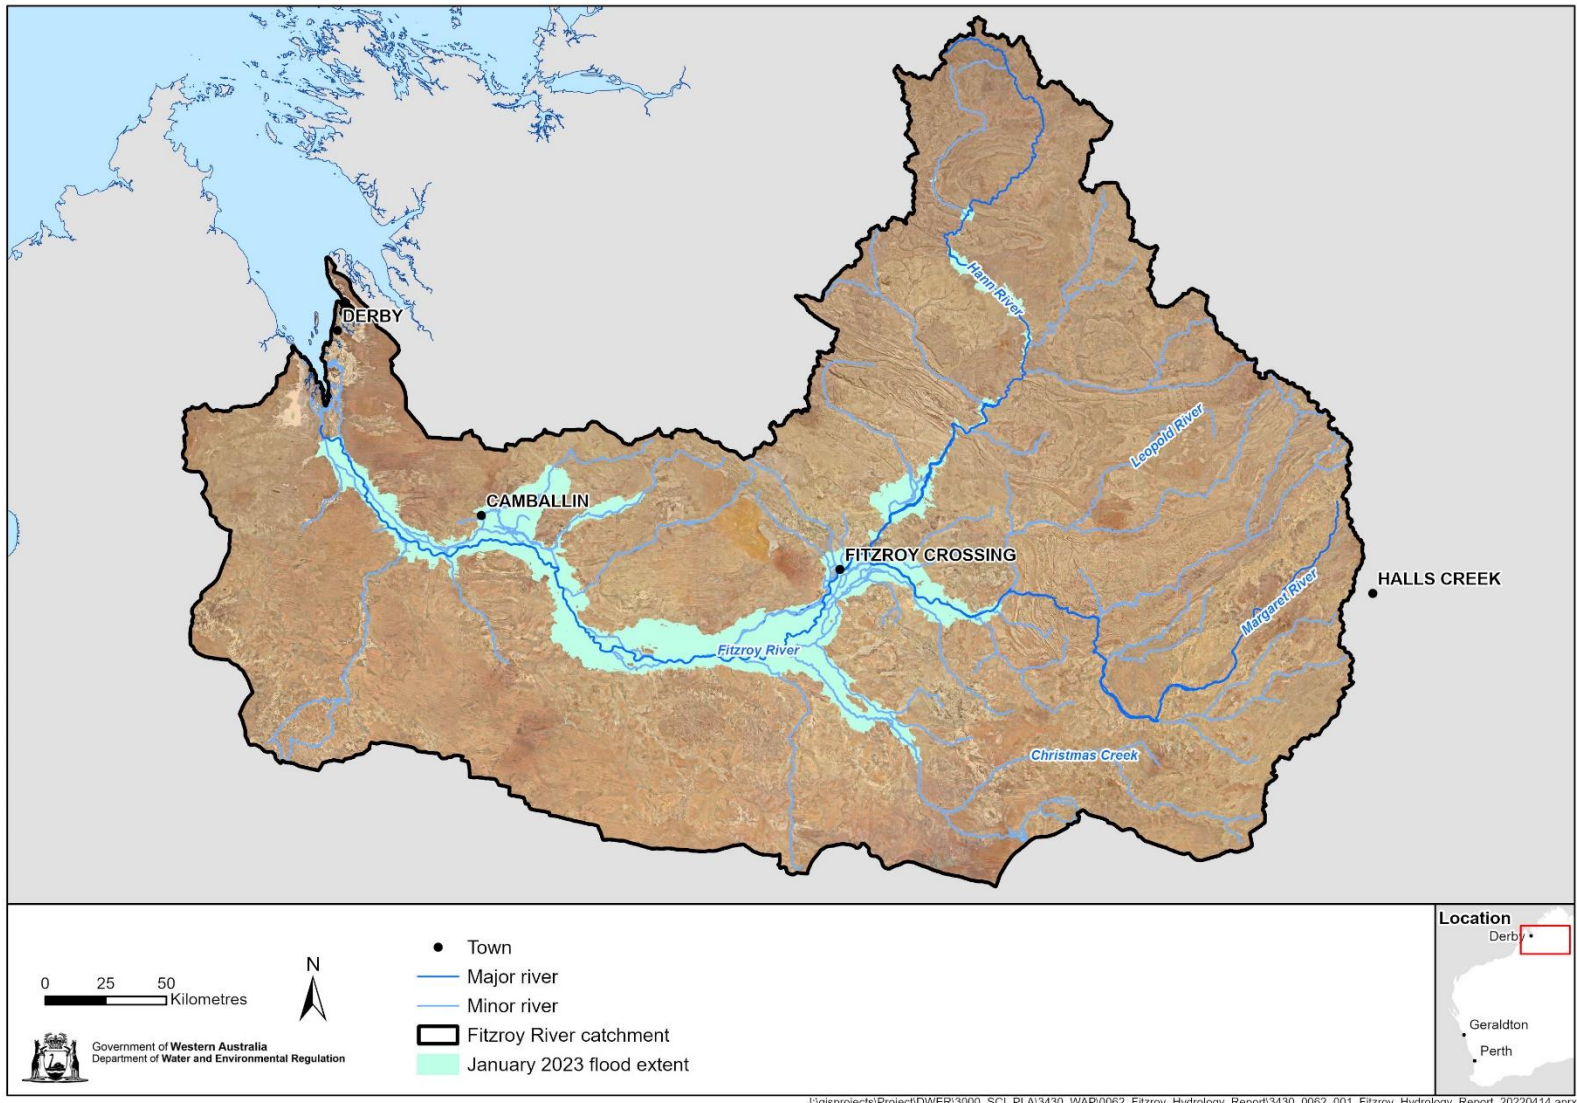 DERBY
Hann River
Leopold River
CAMBALLIN
FITZROY CROSSING
HALLS CREEK
Margaret River
Fitzroy River
Christmas Creek
Location
Derby
Geraldton
Perth
0 25 50
Kilometres
N
Town
Major river
Minor river
Fitzroy River catchment
January 2023 flood extent
Government of Western Australia
Department of Water and Environmental Regulation